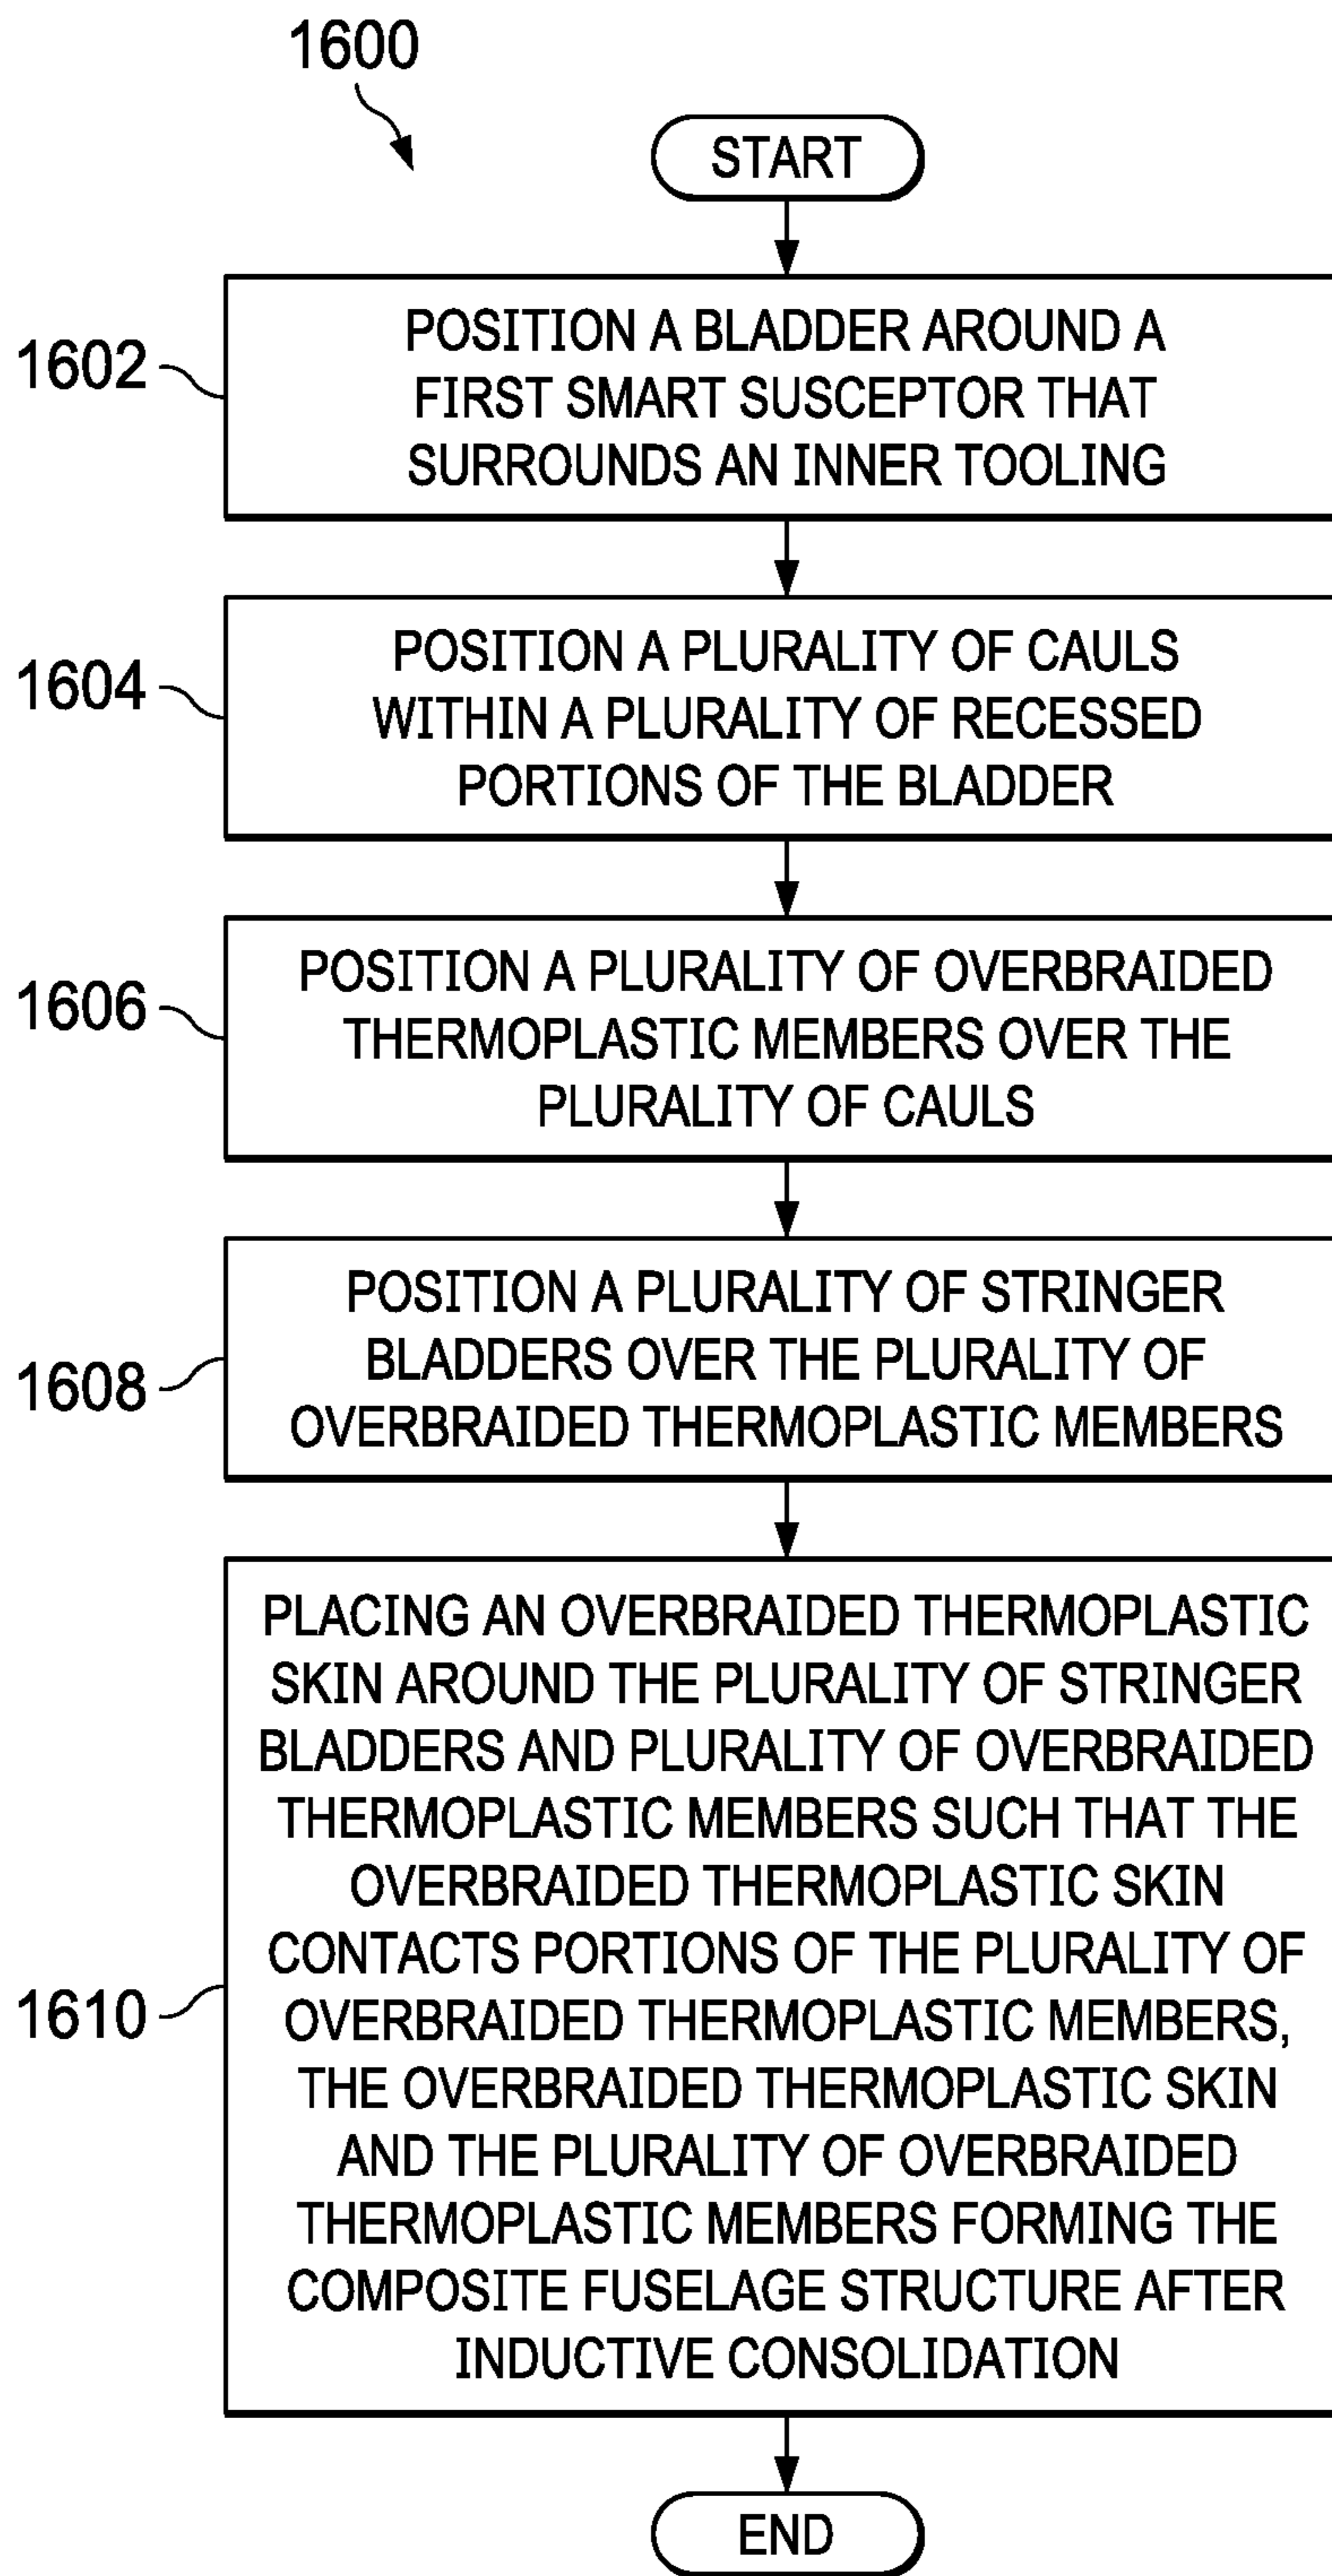 1600
START
1602
POSITION A BLADDER AROUND A
FIRST SMART SUSCEPTOR THAT
SURROUNDS AN INNER TOOLING
1604
POSITION A PLURALITY OF CAULS
WITHIN A PLURALITY OF RECESSED
PORTIONS OF THE BLADDER
1606
POSITION A PLURALITY OF OVERBRAIDED
THERMOPLASTIC MEMBERS OVER THE
PLURALITY OF CAULS
1608
POSITION A PLURALITY OF STRINGER
BLADDERS OVER THE PLURALITY OF
OVERBRAIDED THERMOPLASTIC MEMBERS
1610
PLACING AN OVERBRAIDED THERMOPLASTIC
SKIN AROUND THE PLURALITY OF STRINGER
BLADDERS AND PLURALITY OF OVERBRAIDED
THERMOPLASTIC MEMBERS SUCH THAT THE
OVERBRAIDED THERMOPLASTIC SKIN
CONTACTS PORTIONS OF THE PLURALITY OF
OVERBRAIDED THERMOPLASTIC MEMBERS,
THE OVERBRAIDED THERMOPLASTIC SKIN
AND THE PLURALITY OF OVERBRAIDED
THERMOPLASTIC MEMBERS FORMING THE
COMPOSITE FUSELAGE STRUCTURE AFTER
INDUCTIVE CONSOLIDATION
END